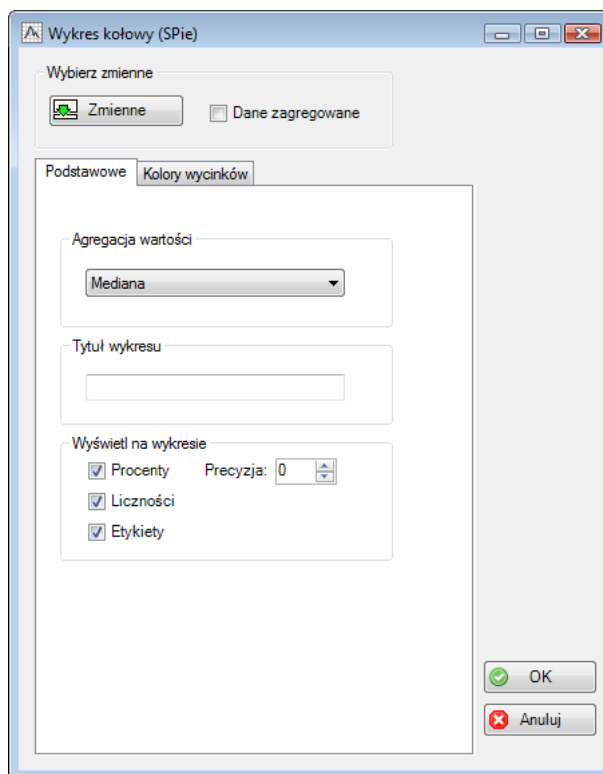 Wykres kołowy (SPie)
Wybierz zmienne
Zmienne
Dane zagregowane
Podstawowe
Kolory wycinków
Agregacja wartości
Mediana
Tytuł wykresu
Wyświetl na wykresie
Procenty Precyzja: 0
Liczności
Etykiety
OK
Anuluj